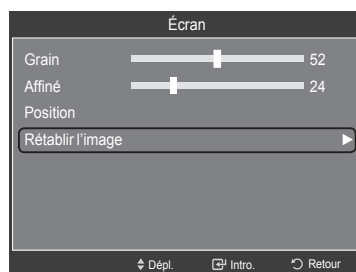 Écran
Grain 52
Affiné 24
Position
Rétablir l'image
Dépl. Intro. Retour